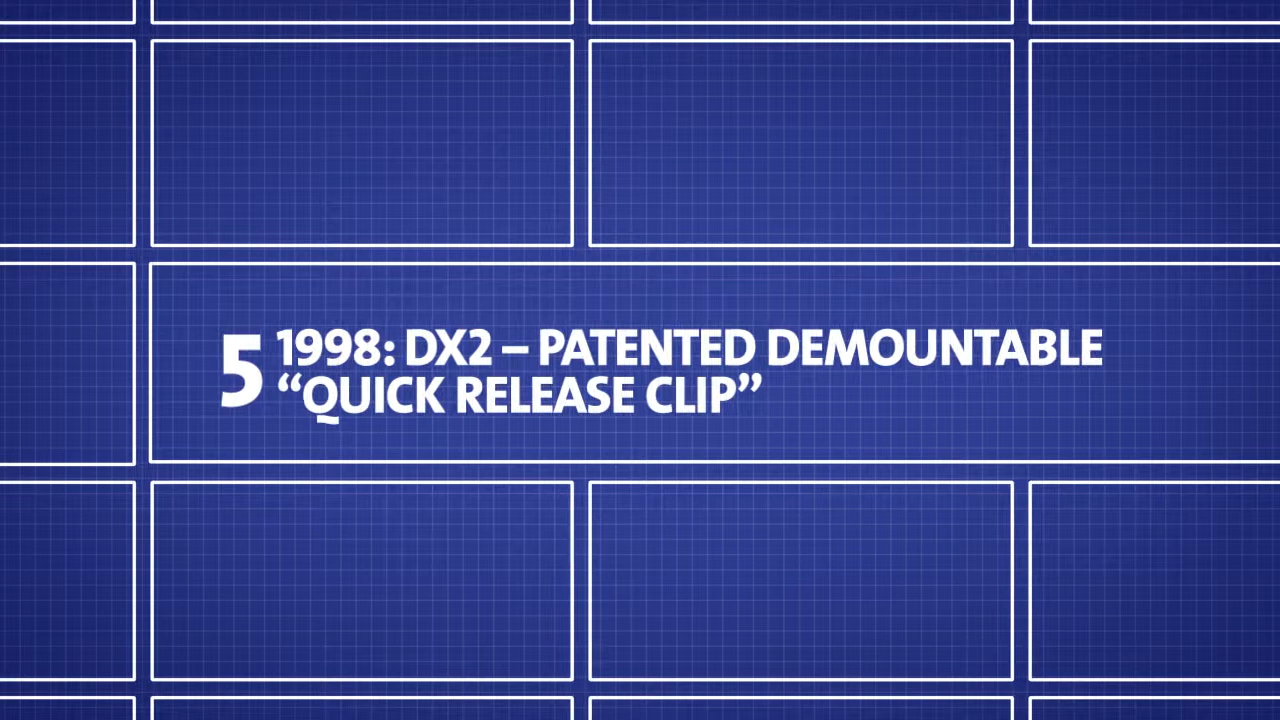 5 1998: DX2 – PATENTED DEMOUNTABLE
“QUICK RELEASE CLIP”